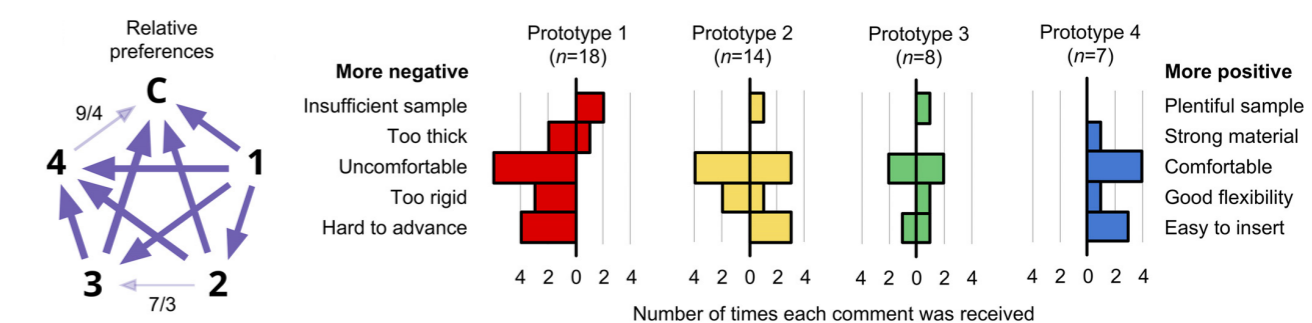 Relative
preferences
C
9/4
4
1
3
2
7/3
Prototype 1
(n=18)
Prototype 2
(n=14)
Prototype 3
(n=8)
Prototype 4
(n=7)
More negative
Insufficient sample
Too thick
Uncomfortable
Too rigid
Hard to advance
More positive
Plentiful sample
Strong material
Comfortable
Good flexibility
Easy to insert
4 2 0 2 4
4 2 0 2 4
4 2 0 2 4
4 2 0 2 4
Number of times each comment was received